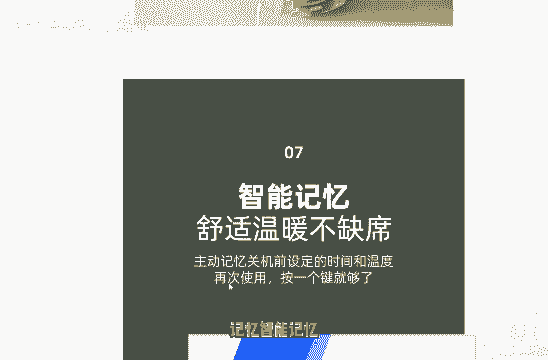 07
智能记忆
舒适温暖不缺席
主动记忆关机前设定的时间和温度
再次使用，按一个键就够了
记忆智能记忆